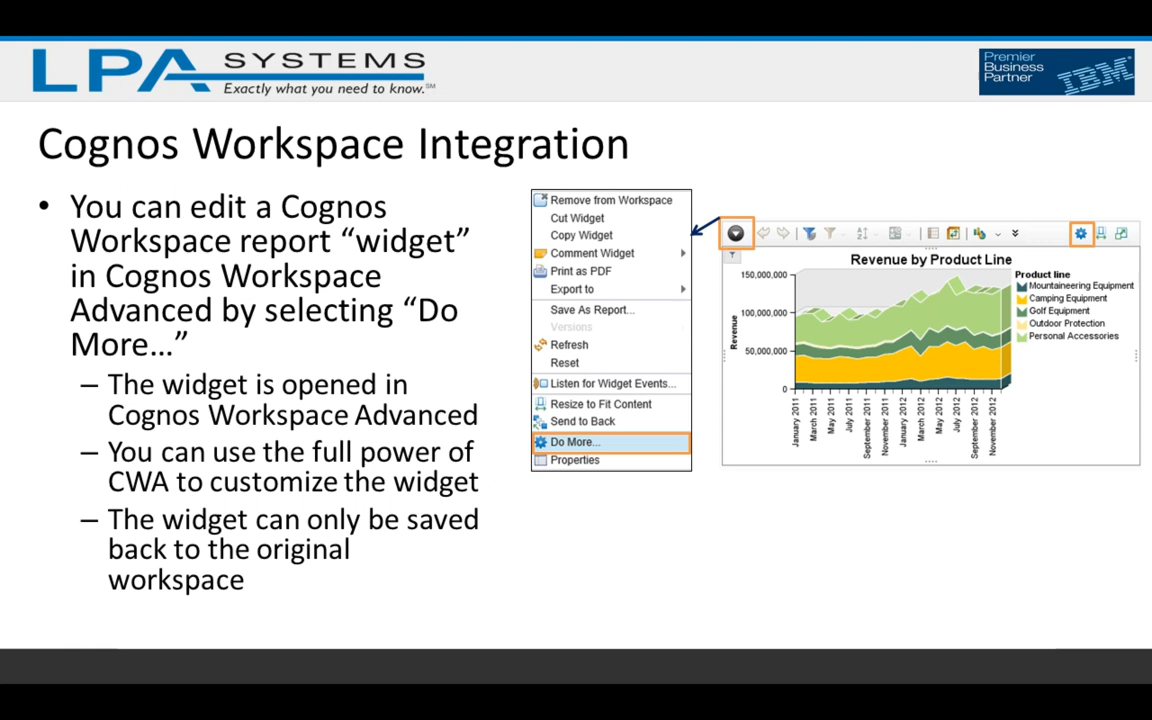 LPA SYSTEMS
Exactly what you need to know.℠
Premier
Business
Partner
IBM
Cognos Workspace Integration
• You can edit a Cognos
Workspace report “widget”
in Cognos Workspace
Advanced by selecting “Do
More…”
– The widget is opened in
Cognos Workspace Advanced
– You can use the full power of
CWA to customize the widget
– The widget can only be saved
back to the original
workspace
Remove from Workspace
Cut Widget
Copy Widget
Comment Widget
Print as PDF
Export to
Save As Report...
Versions
Refresh
Reset
Listen for Widget Events...
Resize to Fit Content
Send to Back
Do More...
Properties
Revenue by Product Line
Revenue
150,000,000
100,000,000
50,000,000
0
January 2011
March 2011
May 2011
July 2011
September 2011
November 2011
January 2012
March 2012
May 2012
July 2012
September 2012
November 2012
Product line
Mountaineering Equipment
Camping Equipment
Golf Equipment
Outdoor Protection
Personal Accessories